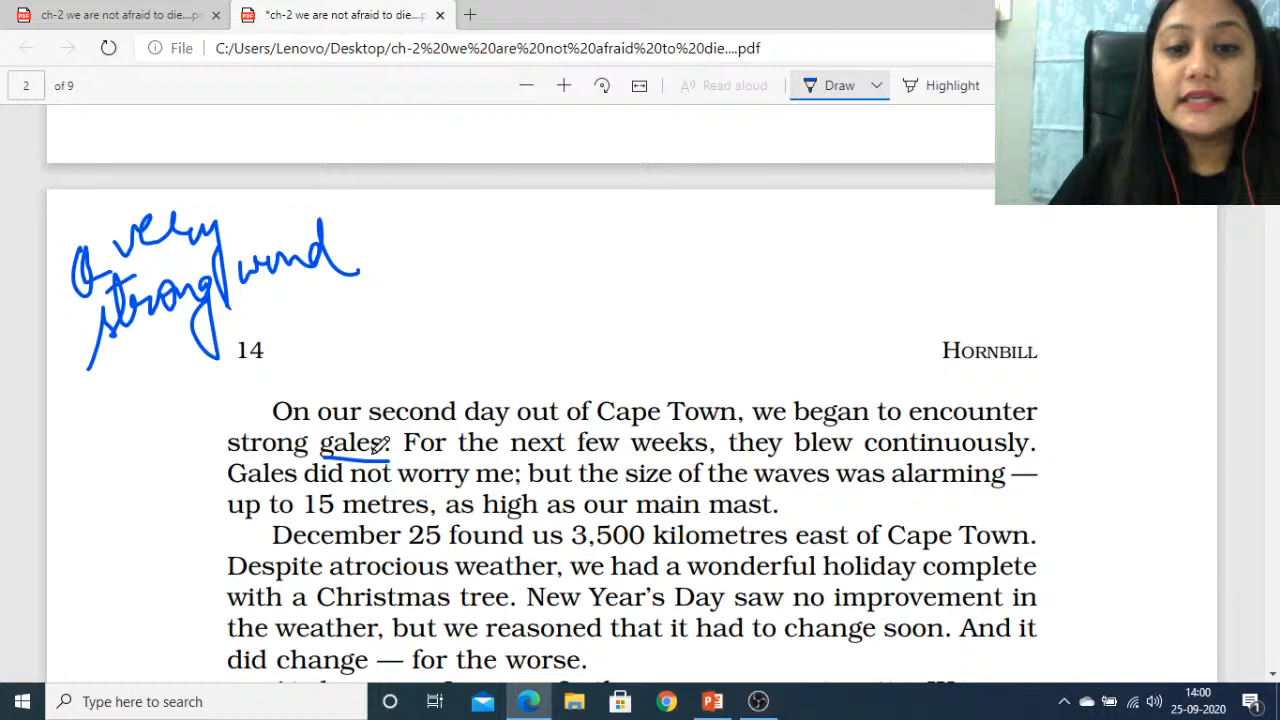 ch-2 we are not afraid to die....p
*ch-2 we are not afraid to die....p
File C:/Users/Lenovo/Desktop/ch-2%20we%20are%20not%20afraid%20to%20die....pdf
2 of 9 Read aloud Draw Highlight
a very
strong wind
14 HORNBILL
On our second day out of Cape Town, we began to encounter
strong gales. For the next few weeks, they blew continuously.
Gales did not worry me; but the size of the waves was alarming —
up to 15 metres, as high as our main mast.
December 25 found us 3,500 kilometres east of Cape Town.
Despite atrocious weather, we had a wonderful holiday complete
with a Christmas tree. New Year's Day saw no improvement in
the weather, but we reasoned that it had to change soon. And it
did change — for the worse.
Type here to search
14:00
25-09-2020